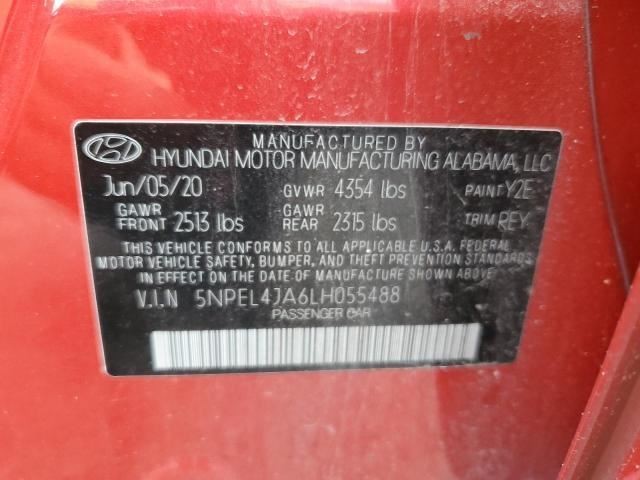 MANUFACTURED BY
HYUNDAI MOTOR MANUFACTURING ALABAMA, LLC
Jun/05/20 GVWR 4354 lbs PAINT Y2E
GAWR FRONT 2513 lbs GAWR REAR 2315 lbs TRIM REY
THIS VEHICLE CONFORMS TO ALL APPLICABLE U.S.A. FEDERAL
MOTOR VEHICLE SAFETY, BUMPER, AND THEFT PREVENTION
STANDARDS IN EFFECT ON THE DATE OF MANUFACTURE SHOWN ABOVE.
V.I.N 5NPEL4JA6LH055488
PASSENGER CAR